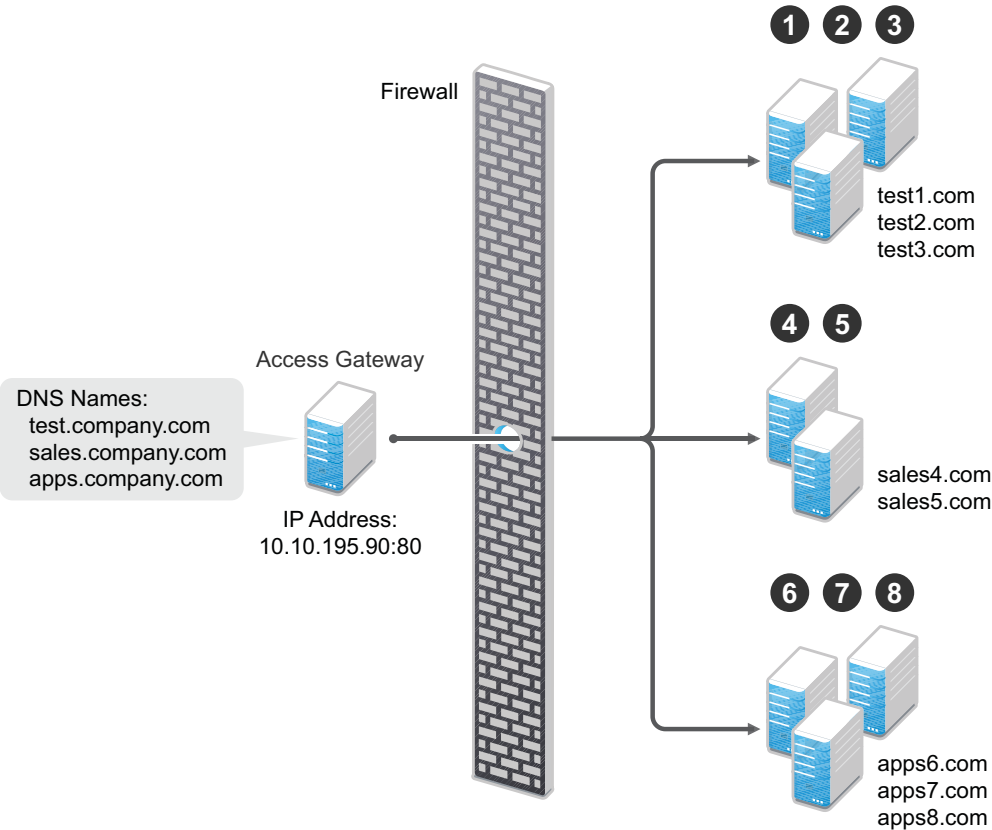 1 2 3
Firewall
test1.com
test2.com
test3.com
4 5
Access Gateway
DNS Names:
test.company.com
sales.company.com
apps.company.com
sales4.com
sales5.com
IP Address:
10.10.195.90:80
6 7 8
apps6.com
apps7.com
apps8.com